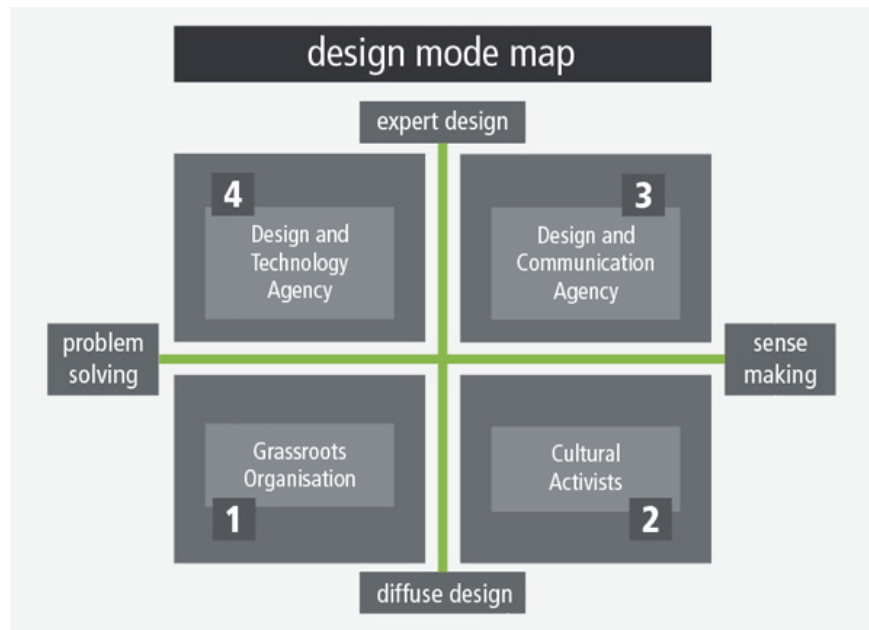 design mode map
expert design
4
Design and
Technology
Agency
3
Design and
Communication
Agency
problem
solving
sense
making
Grassroots
Organisation
1
Cultural
Activists
2
diffuse design